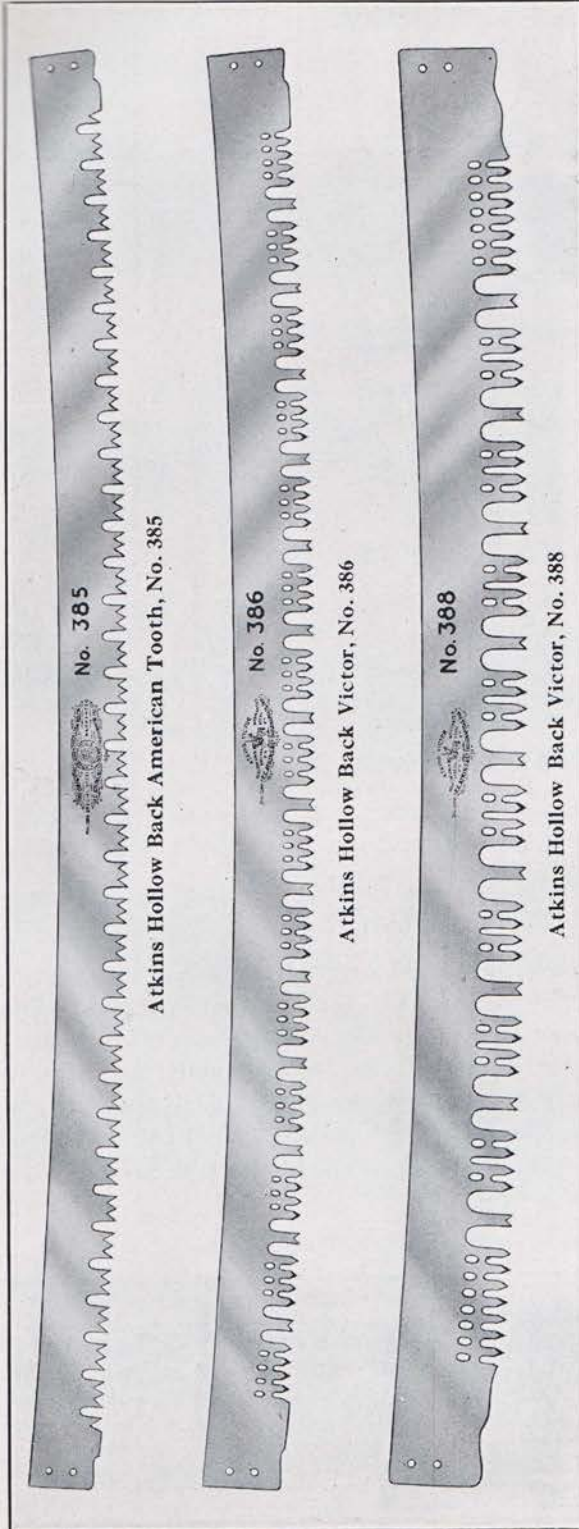 No. 385
Atkins Hollow Back American Tooth, No. 385
No. 386
Atkins Hollow Back Victor, No. 386
No. 388
Atkins Hollow Back Victor, No. 388